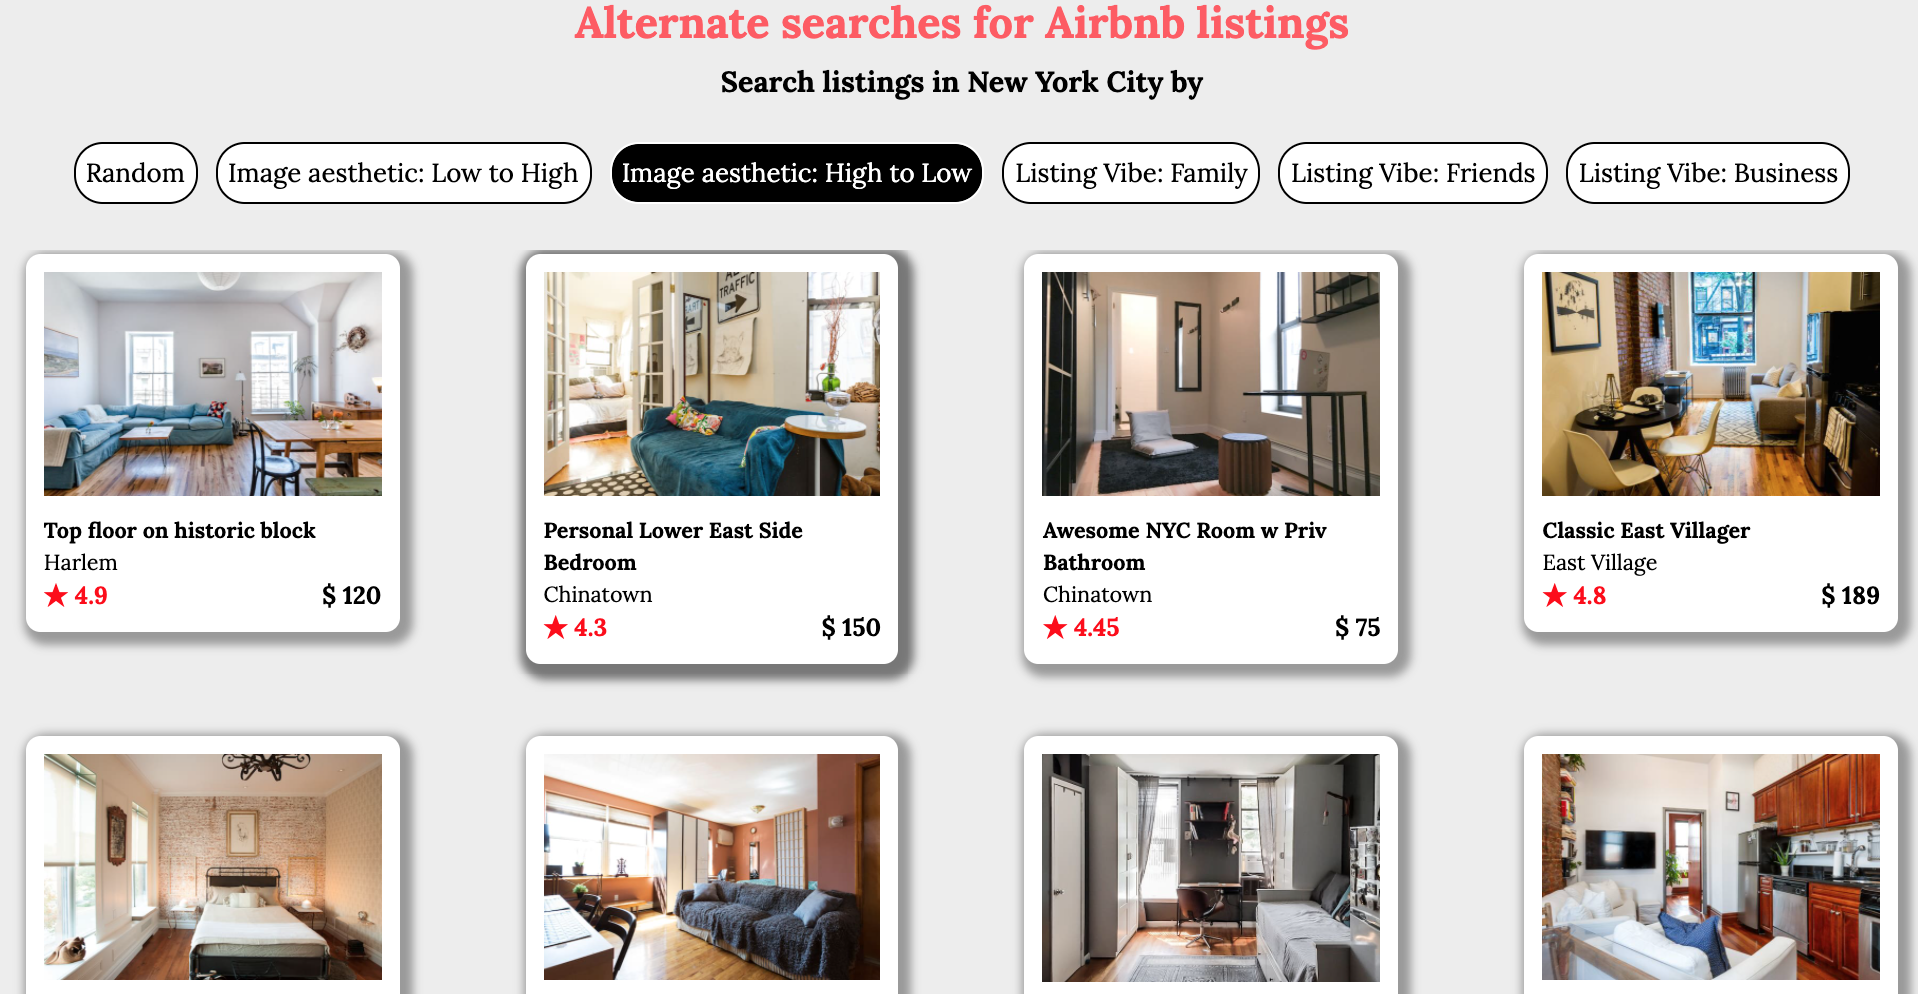 Alternate searches for Airbnb listings
Search listings in New York City by
Random
Image aesthetic: Low to High
Image aesthetic: High to Low
Listing Vibe: Family
Listing Vibe: Friends
Listing Vibe: Business
TRAFFIC
Top floor on historic block
Harlem
★ 4.9
$ 120
Personal Lower East Side
Bedroom
Chinatown
★ 4.3
$ 150
Awesome NYC Room w Priv
Bathroom
Chinatown
★ 4.45
$ 75
Classic East Villager
East Village
★ 4.8
$ 189